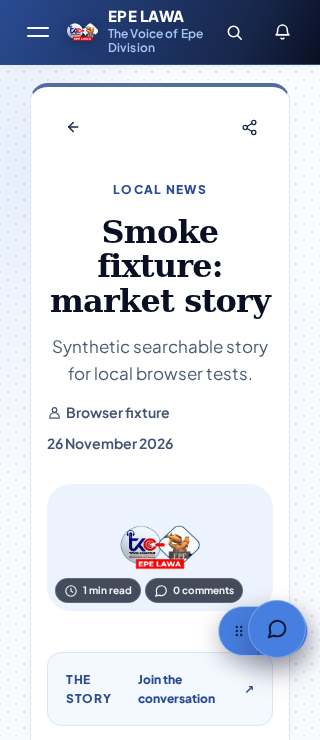 EPE LAWA
The Voice of Epe
Division
LOCAL NEWS
Smoke
fixture:
market story
Synthetic searchable story
for local browser tests.
Browser fixture
26 November 2026
EPE LAWA
1 min read
0 comments
THE
STORY
Join the
conversation